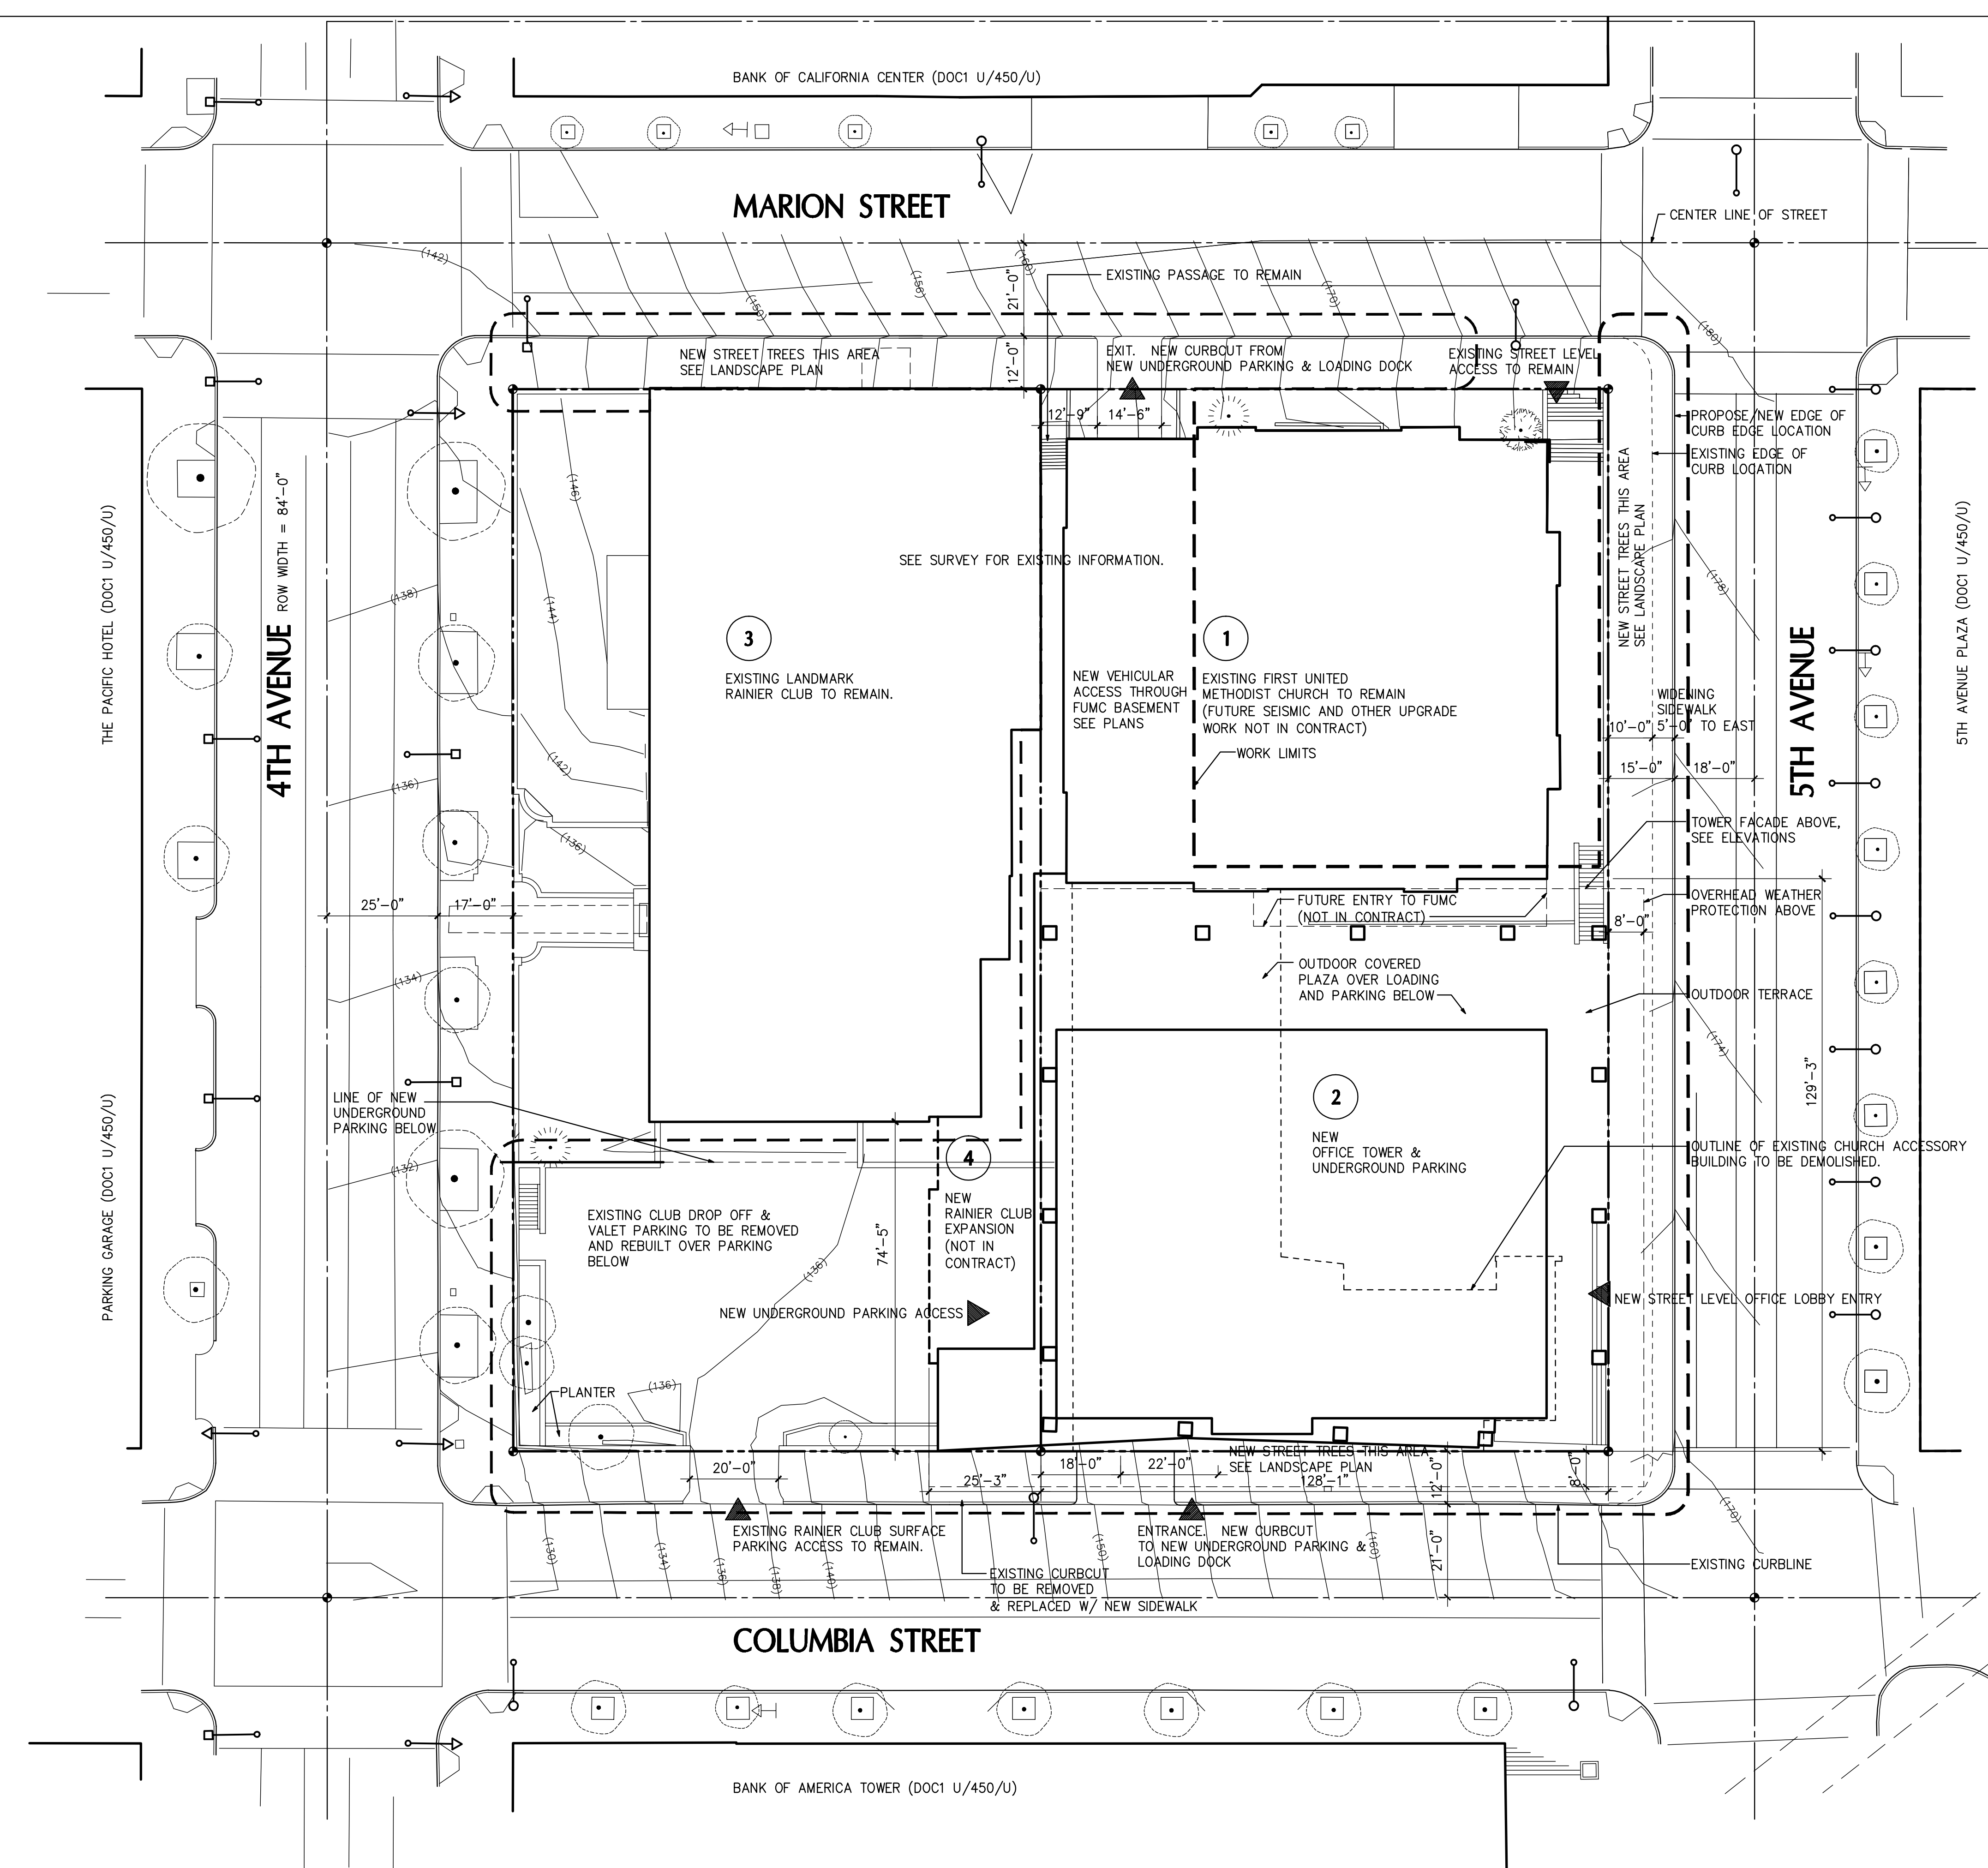 BANK OF CALIFORNIA CENTER (DOC1 U/450/U)
MARION STREET
CENTER LINE OF STREET
(142)
(150)
(156)
(160)
(170)
(180)
21'-0"
12'-0"
EXISTING PASSAGE TO REMAIN
NEW STREET TREES THIS AREA
SEE LANDSCAPE PLAN
EXIT.  NEW CURBCUT FROM
NEW UNDERGROUND PARKING & LOADING DOCK
EXISTING STREET LEVEL
ACCESS TO REMAIN
12'-9"
14'-6"
PROPOSE/NEW EDGE OF
CURB EDGE LOCATION
EXISTING EDGE OF
CURB LOCATION
NEW STREET TREES THIS AREA
SEE LANDSCAPE PLAN
THE PACIFIC HOTEL (DOC1 U/450/U)
4TH AVENUE
ROW WIDTH = 84'-0"
(146)
(144)
(142)
(138)
(136)
(136)
(134)
(132)
SEE SURVEY FOR EXISTING INFORMATION.
3
EXISTING LANDMARK
RAINIER CLUB TO REMAIN.
NEW VEHICULAR
ACCESS THROUGH
FUMC BASEMENT
SEE PLANS
1
EXISTING FIRST UNITED
METHODIST CHURCH TO REMAIN
(FUTURE SEISMIC AND OTHER UPGRADE
WORK NOT IN CONTRACT)
WORK LIMITS
WIDENING
SIDEWALK
5'-0" TO EAST
10'-0"
15'-0"
18'-0"
5TH AVENUE
5TH AVENUE PLAZA (DOC1 U/450/U)
(178)
(174)
TOWER FACADE ABOVE,
SEE ELEVATIONS
OVERHEAD WEATHER
PROTECTION ABOVE
8'-0"
25'-0"
17'-0"
FUTURE ENTRY TO FUMC
(NOT IN CONTRACT)
OUTDOOR COVERED
PLAZA OVER LOADING
AND PARKING BELOW
OUTDOOR TERRACE
129'-3"
LINE OF NEW
UNDERGROUND
PARKING BELOW
PARKING GARAGE (DOC1 U/450/U)
2
NEW
OFFICE TOWER &
UNDERGROUND PARKING
OUTLINE OF EXISTING CHURCH ACCESSORY
BUILDING TO BE DEMOLISHED.
4
NEW
RAINIER CLUB
EXPANSION
(NOT IN
CONTRACT)
EXISTING CLUB DROP OFF &
VALET PARKING TO BE REMOVED
AND REBUILT OVER PARKING
BELOW
74'-5"
(136)
NEW UNDERGROUND PARKING ACCESS
NEW STREET LEVEL OFFICE LOBBY ENTRY
PLANTER
(136)
NEW STREET TREES THIS AREA
SEE LANDSCAPE PLAN
20'-0"
25'-3"
18'-0"
22'-0"
128'-1"
12'-0"
8'-0"
21'-0"
EXISTING RAINIER CLUB SURFACE
PARKING ACCESS TO REMAIN.
ENTRANCE.  NEW CURBCUT
TO NEW UNDERGROUND PARKING &
LOADING DOCK
EXISTING CURBCUT
TO BE REMOVED
& REPLACED W/ NEW SIDEWALK
EXISTING CURBLINE
(130)
(134)
(136)
(138)
(140)
(150)
(160)
(170)
COLUMBIA STREET
BANK OF AMERICA TOWER (DOC1 U/450/U)